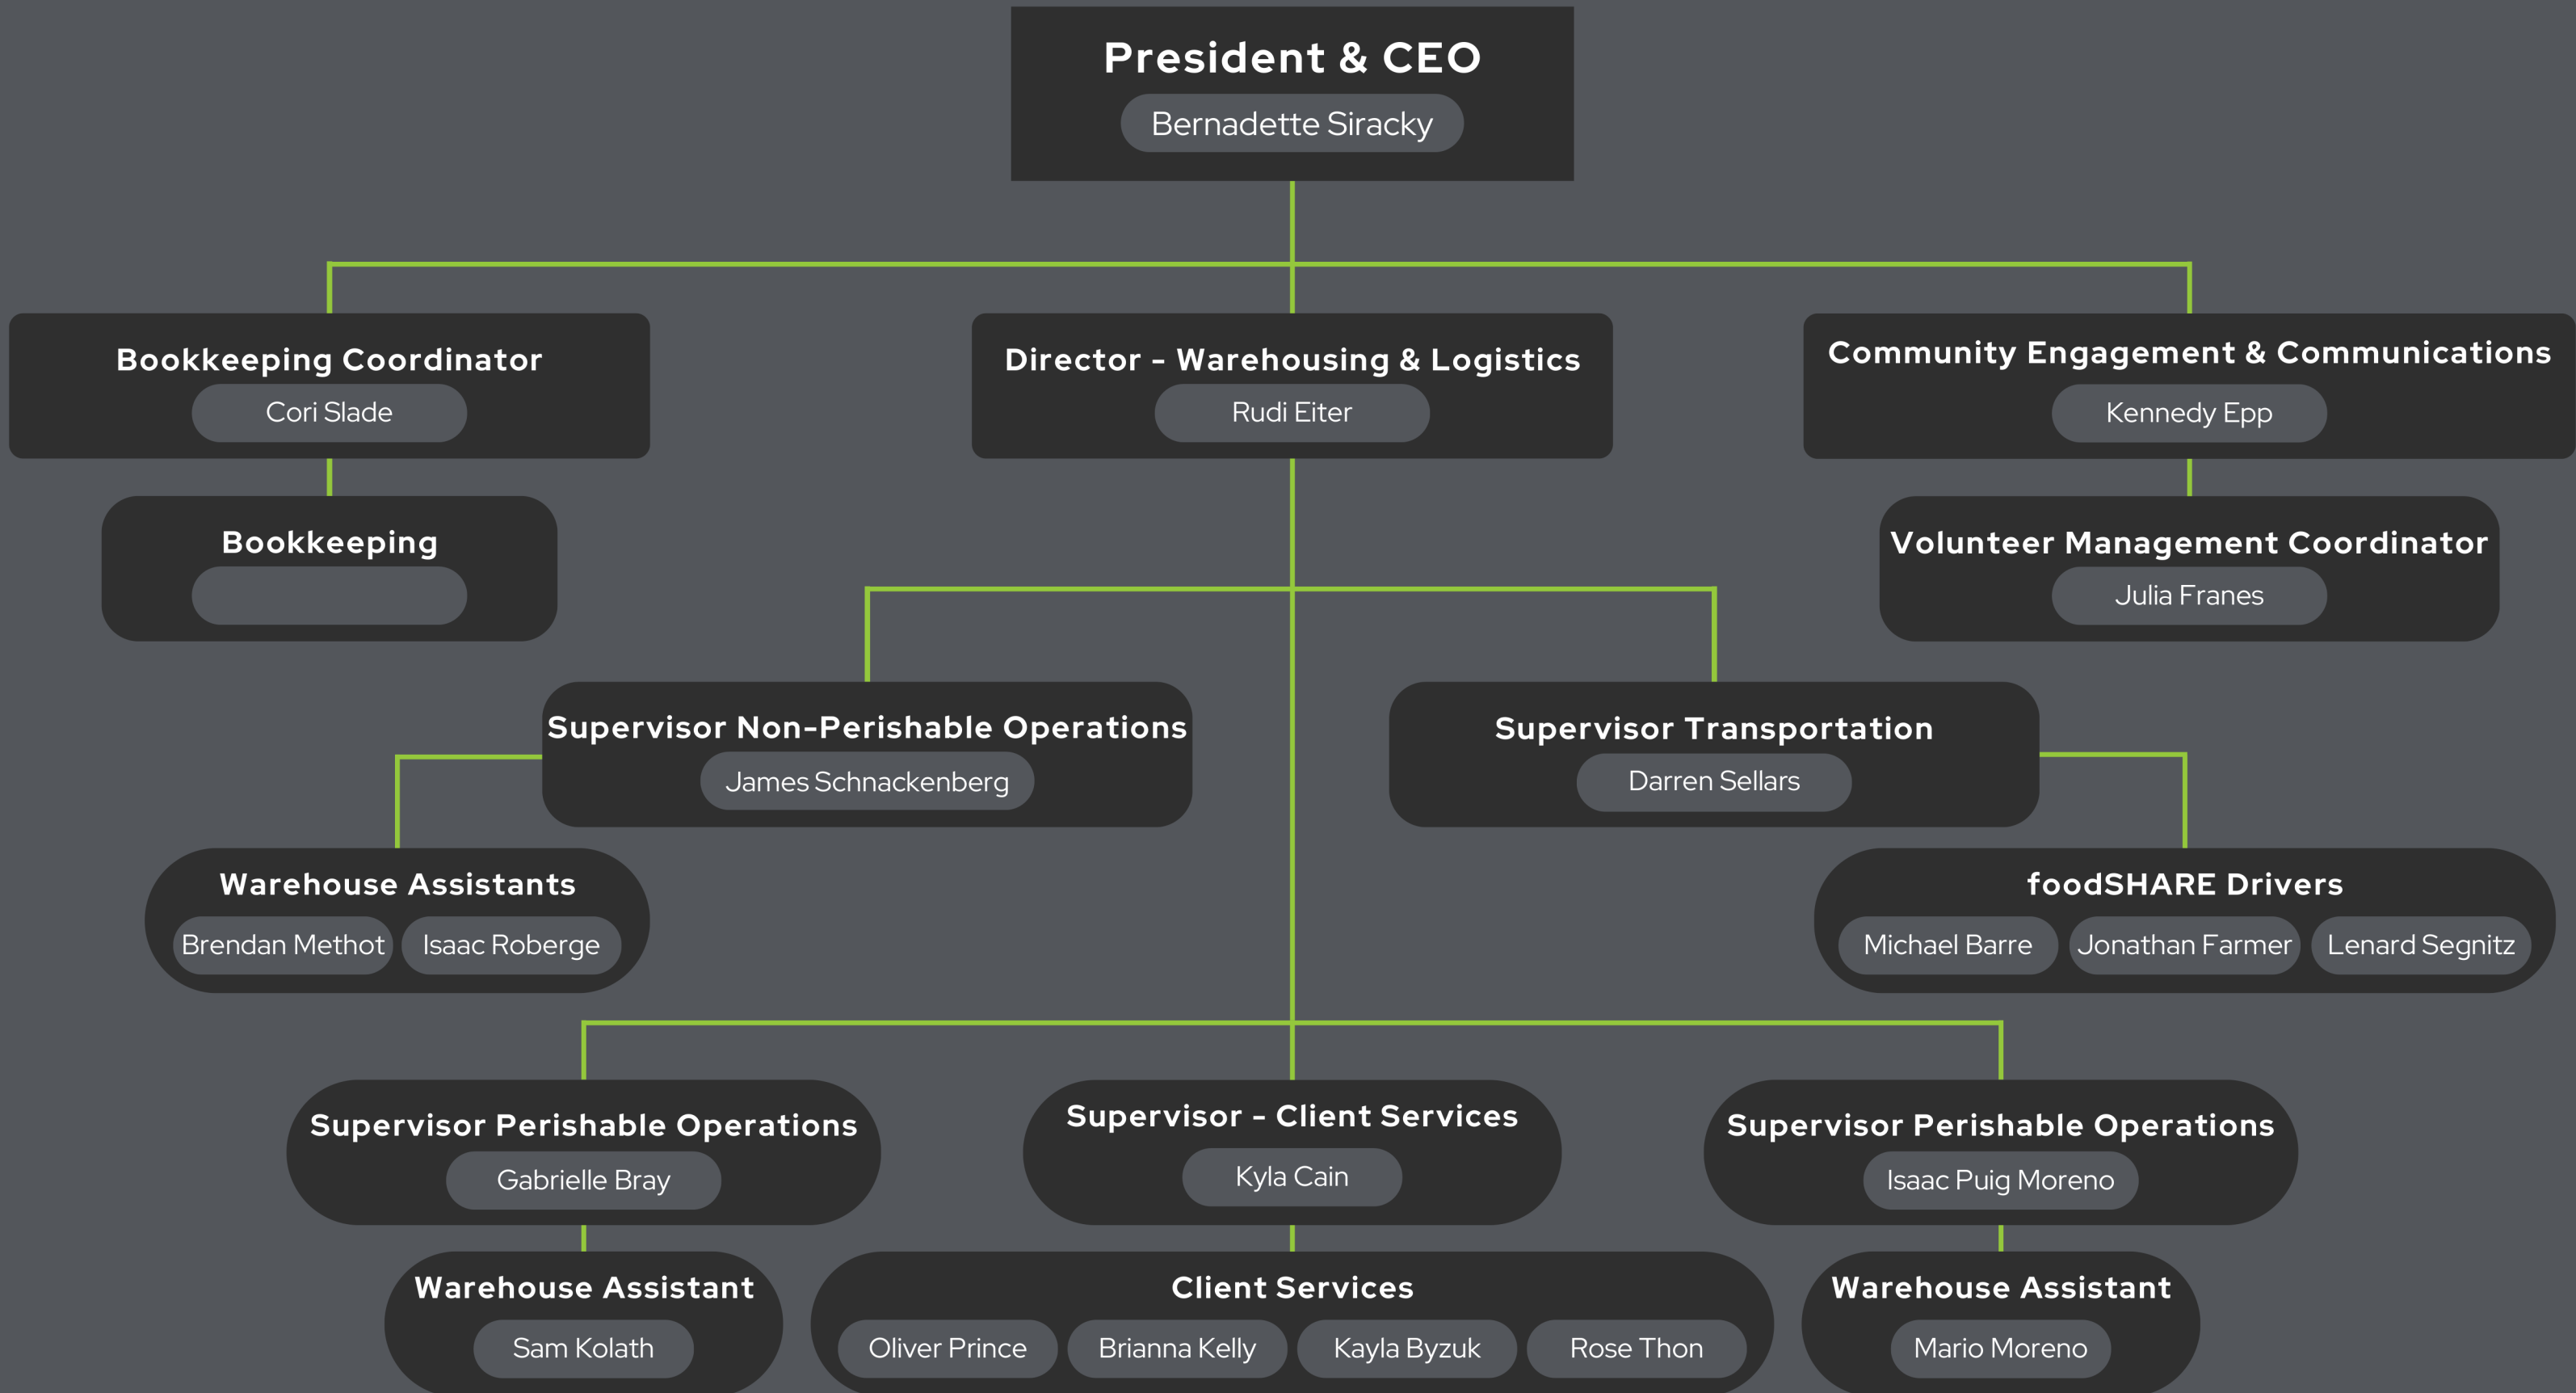 President & CEO
Bernadette Siracky
Bookkeeping Coordinator
Cori Slade
Director - Warehousing & Logistics
Rudi Eiter
Community Engagement & Communications
Kennedy Epp
Bookkeeping
Volunteer Management Coordinator
Julia Franes
Supervisor Non-Perishable Operations
James Schnackenberg
Supervisor Transportation
Darren Sellars
Warehouse Assistants
Brendan Methot
Isaac Roberge
foodSHARE Drivers
Michael Barre
Jonathan Farmer
Lenard Segnitz
Supervisor Perishable Operations
Gabrielle Bray
Supervisor - Client Services
Kyla Cain
Supervisor Perishable Operations
Isaac Puig Moreno
Warehouse Assistant
Sam Kolath
Client Services
Oliver Prince
Brianna Kelly
Kayla Byzuk
Rose Thon
Warehouse Assistant
Mario Moreno